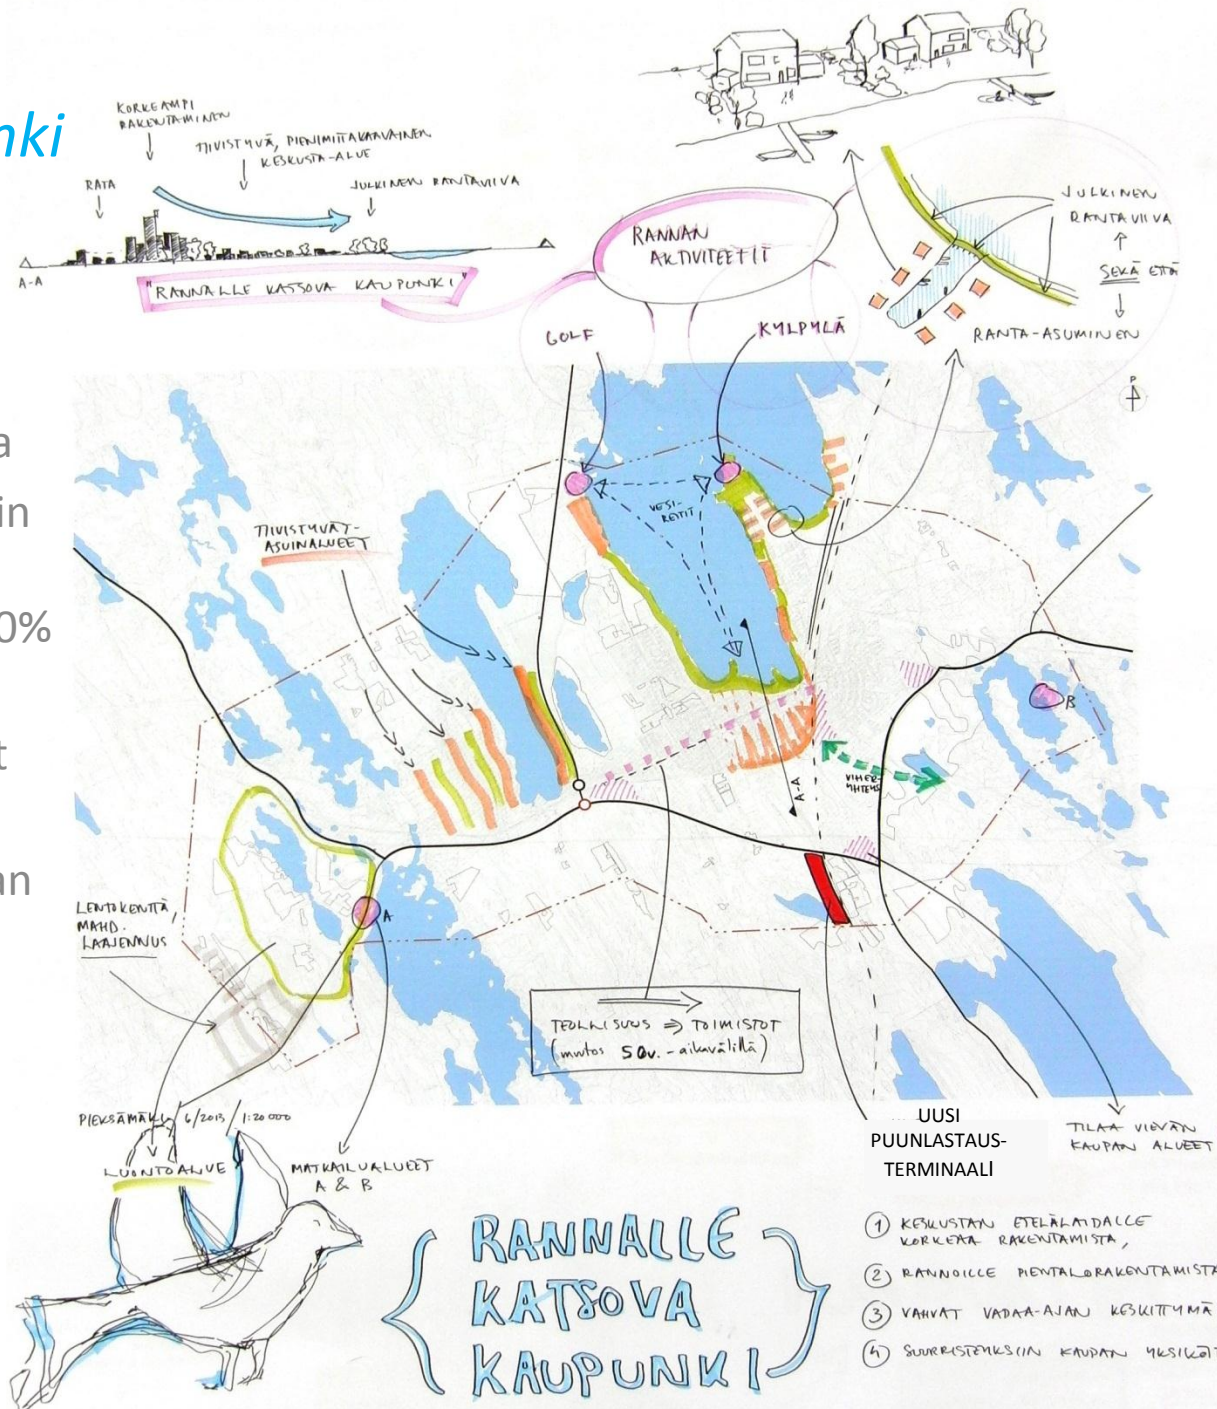 nki
a
in
0%
t
an
KORKEAMPI
RAKENTAMINEN
TIIVISTYVÄ, PIENIMITTAKAAVAINEN
KESKUSTA-ALUE
RATA
JULKINEN RANTAVIIVA
A-A
"RANNALLE KATSOVA KAUPUNKI"
RANNAN
AKTIVITEETIT
JULKINEN
RANTAVIIVA
SEKÄ ETTÄ
RANTA-ASUMINEN
GOLF
KYLPYLÄ
P
VESI-
REITIT
TIIVISTYVÄT
ASUINALUEET
B
VIHER-
YHTEYS
A-A
A
LENTOKENTTÄ,
MAHD.
LAAJENNUS
TEOLLISUUS => TOIMISTOT
(muutos 50v. - aikavälillä)
PIEKSÄMÄKI 6/2013 / 1:20 000
LUONTOALUE
MATKAILUALUEET
A & B
UUSI
PUUNLASTAUS-
TERMINAALI
TILAA VIEVÄN
KAUPAN ALUEET
{ RANNALLE
KATSOVA
KAUPUNKI }
1 KESKUSTAN ETELÄLAIDALLE
KORKEAA RAKENTAMISTA,
2 RANNOILLE PIENTALORAKENTAMISTA
3 VAHVAT VAPAA-AJAN KESKITTYMÄ
4 SUURRISTEYKSIIN KAUPAN YKSIKÖT